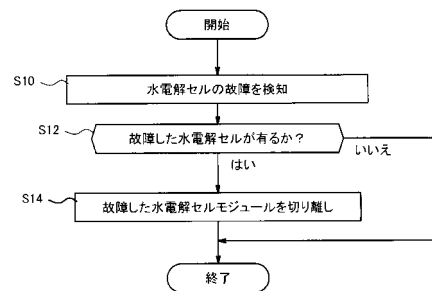 開始
S10
水電解セルの故障を検知
S12
故障した水電解セルが有るか？
いいえ
はい
S14
故障した水電解セルモジュールを切り離し
終了